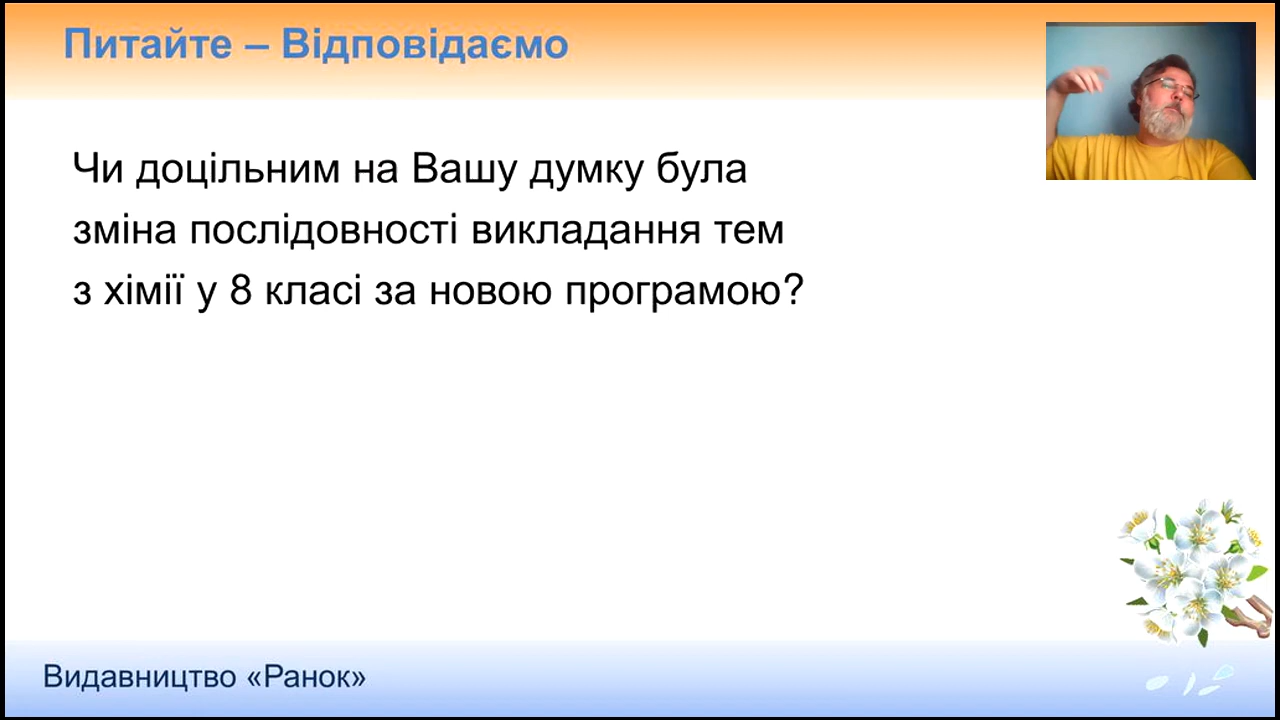 Питайте – Відповідаємо
Чи доцільним на Вашу думку була
зміна послідовності викладання тем
з хімії у 8 класі за новою програмою?
Видавництво «Ранок»